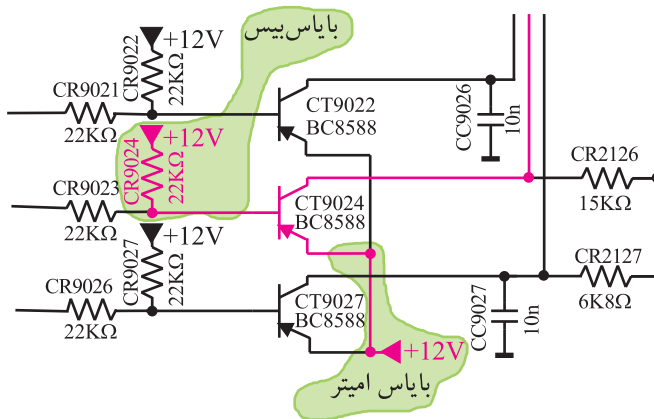 بایاس بیس
+12V
CR9022
22KΩ
CR9021
22KΩ
CT9022
BC8588
CC9026
10n
+12V
CR9024
22KΩ
CR9023
22KΩ
CT9024
BC8588
CR2126
15KΩ
+12V
CR9027
22KΩ
CR9026
22KΩ
CT9027
BC8588
CC9027
10n
CR2127
6K8Ω
+12V
بایاس امیتر